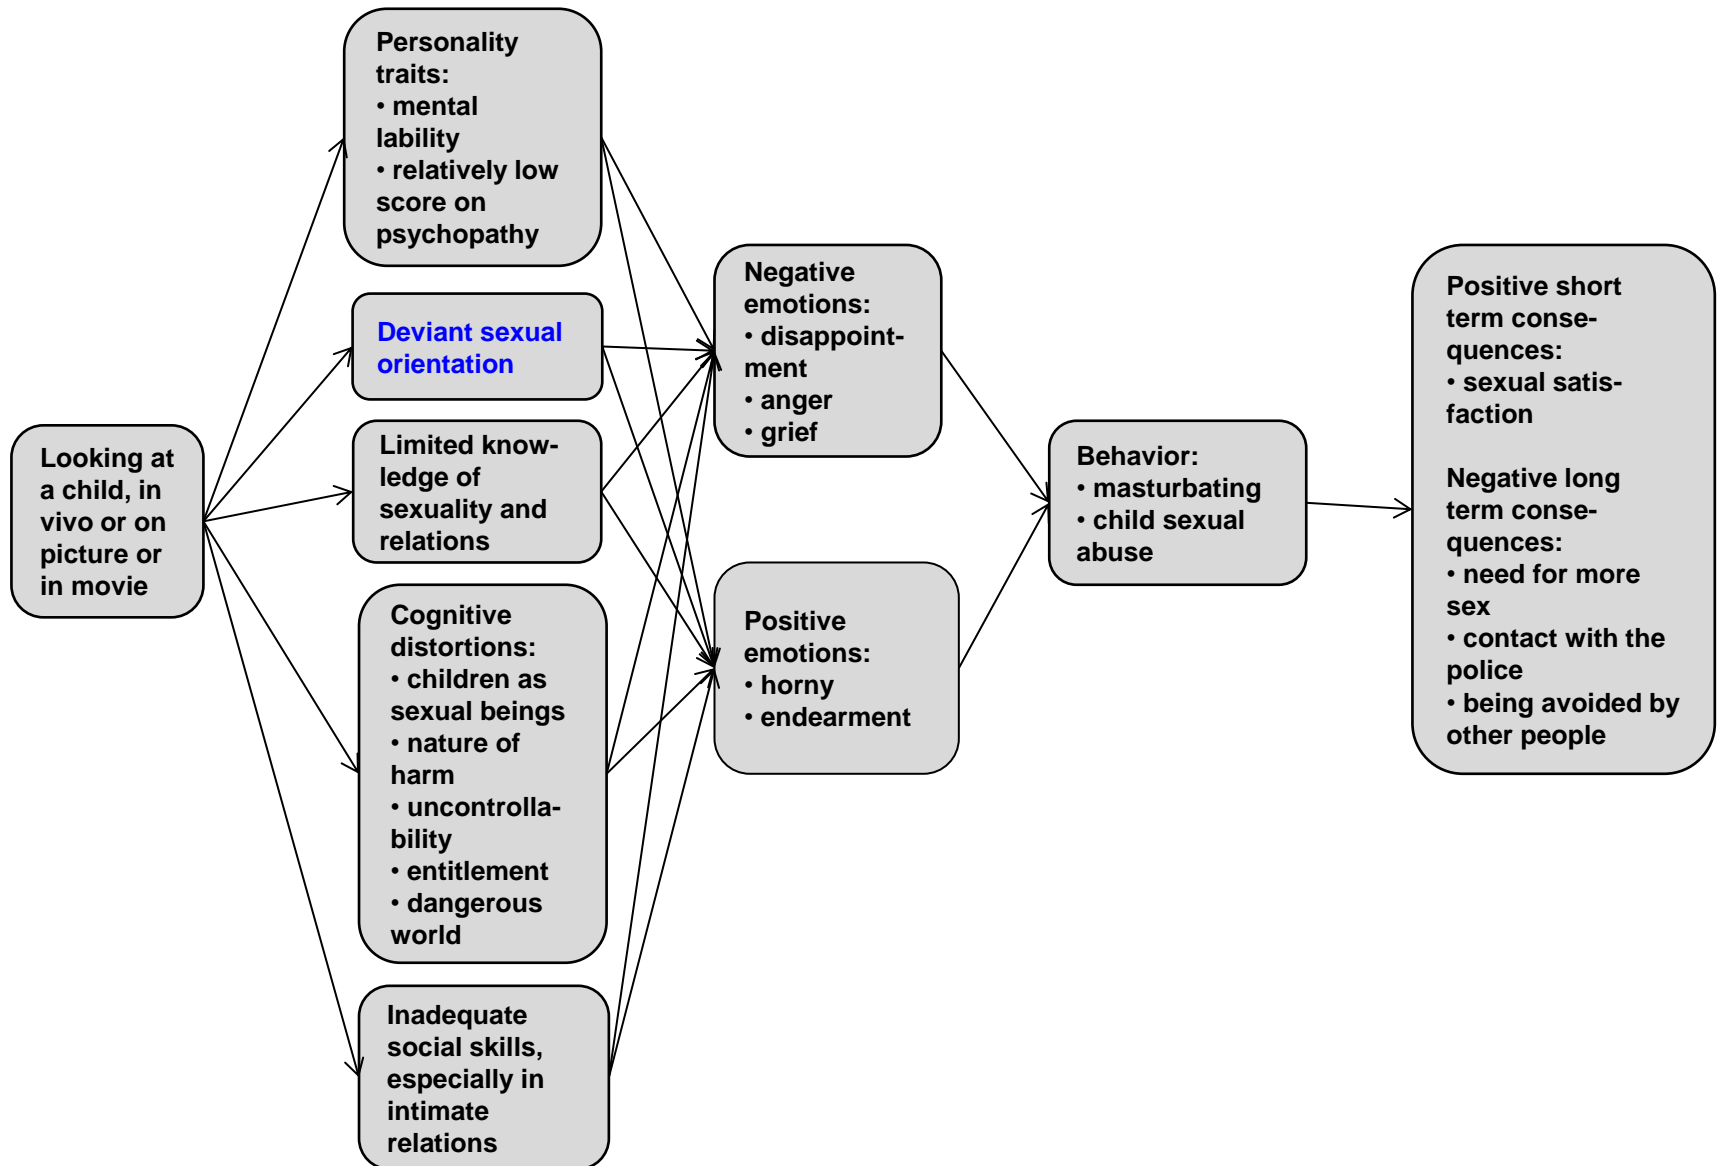 Personality
traits:
• mental
lability
• relatively low
score on
psychopathy
Deviant sexual
orientation
Limited know-
ledge of
sexuality and
relations
Looking at
a child, in
vivo or on
picture or
in movie
Cognitive
distortions:
• children as
sexual beings
• nature of
harm
• uncontrolla-
bility
• entitlement
• dangerous
world
Inadequate
social skills,
especially in
intimate
relations
Negative
emotions:
• disappoint-
ment
• anger
• grief
Positive
emotions:
• horny
• endearment
Behavior:
• masturbating
• child sexual
abuse
Positive short
term conse-
quences:
• sexual satis-
faction
Negative long
term conse-
quences:
• need for more
sex
• contact with the
police
• being avoided by
other people